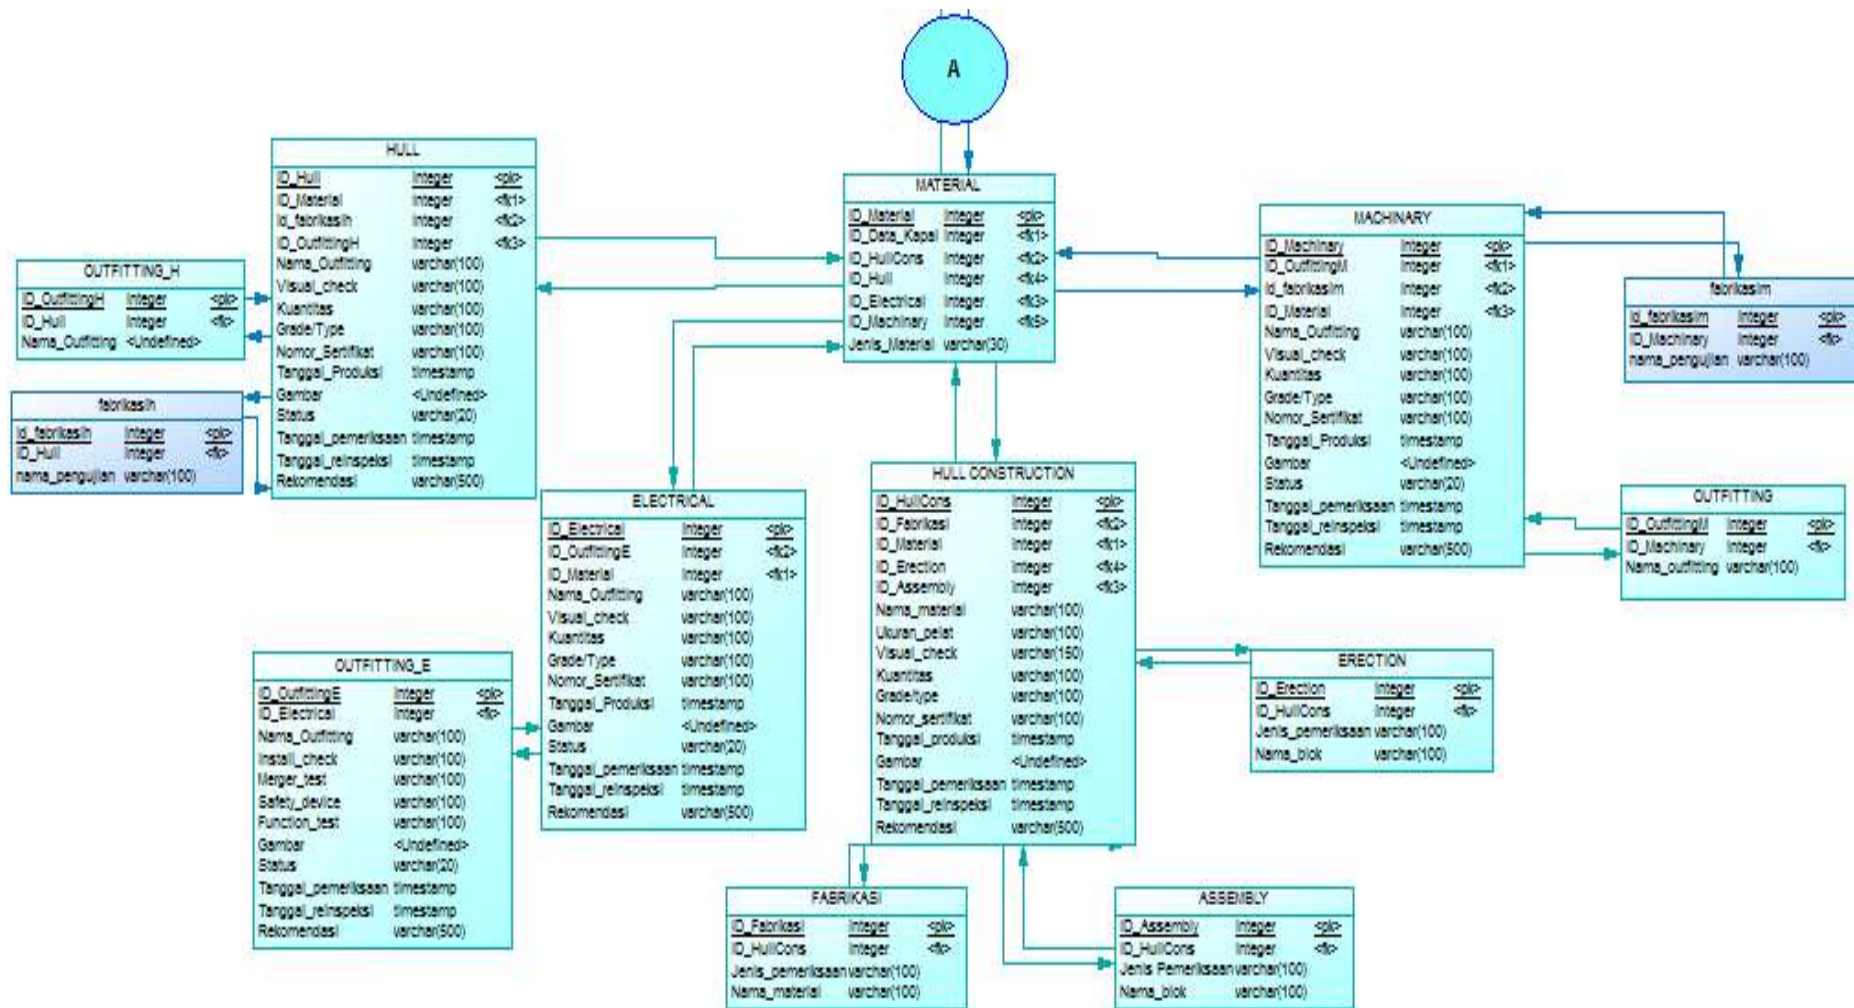 A
HULL
ID_Hull Integer <pk>
ID_Material Integer <fk1>
Id_fabrikasih Integer <fk2>
ID_OutfittingH Integer <fk3>
Nama_Outfitting varchar(100)
Visual_check varchar(100)
Kuantitas varchar(100)
Grade/Type varchar(100)
Nomor_Sertifikat varchar(100)
Tanggal_Produksi timestamp
Gambar <Undefined>
Status varchar(20)
Tanggal_pemeriksaan timestamp
Tanggal_reinspeksi timestamp
Rekomendasi varchar(500)
MATERIAL
ID_Material Integer <pk>
ID_Data_Kapal Integer <fk1>
ID_HullCons Integer <fk2>
ID_Hull Integer <fk4>
ID_Electrical Integer <fk3>
ID_Machinary Integer <fk5>
Jenis_Material varchar(30)
MACHINARY
ID_Machinary Integer <pk>
ID_OutfittingM Integer <fk1>
Id_fabrikasim Integer <fk2>
ID_Material Integer <fk3>
Nama_Outfitting varchar(100)
Visual_check varchar(100)
Kuantitas varchar(100)
Grade/Type varchar(100)
Nomor_Sertifikat varchar(100)
Tanggal_Produksi timestamp
Gambar <Undefined>
Status varchar(20)
Tanggal_pemeriksaan timestamp
Tanggal_reinspeksi timestamp
Rekomendasi varchar(500)
OUTFITTING_H
ID_OutfittingH Integer <pk>
ID_Hull Integer <fk>
Nama_Outfitting <Undefined>
fabrikasim
Id_fabrikasim Integer <pk>
ID_Machinary Integer <fk>
nama_pengujian varchar(100)
fabrikasih
Id_fabrikasih Integer <pk>
ID_Hull Integer <fk>
nama_pengujian varchar(100)
ELECTRICAL
ID_Electrical Integer <pk>
ID_OutfittingE Integer <fk2>
ID_Material Integer <fk1>
Nama_Outfitting varchar(100)
Visual_check varchar(100)
Kuantitas varchar(100)
Grade/Type varchar(100)
Nomor_Sertifikat varchar(100)
Tanggal_Produksi timestamp
Gambar <Undefined>
Status varchar(20)
Tanggal_pemeriksaan timestamp
Tanggal_reinspeksi timestamp
Rekomendasi varchar(500)
HULL CONSTRUCTION
ID_HullCons Integer <pk>
ID_Fabrikasi Integer <fk2>
ID_Material Integer <fk1>
ID_Erection Integer <fk4>
ID_Assembly Integer <fk3>
Nama_material varchar(100)
Ukuran_pelat varchar(100)
Visual_check varchar(150)
Kuantitas varchar(100)
Grade/type varchar(100)
Nomor_sertifikat varchar(100)
Tanggal_produksi timestamp
Gambar <Undefined>
Tanggal_pemeriksaan timestamp
Tanggal_reinspeksi timestamp
Rekomendasi varchar(500)
OUTFITTING
ID_OutfittingM Integer <pk>
ID_Machinary Integer <fk>
Nama_outfitting varchar(100)
OUTFITTING_E
ID_OutfittingE Integer <pk>
ID_Electrical Integer <fk>
Nama_Outfitting varchar(100)
Install_check varchar(100)
Merger_test varchar(100)
Safety_device varchar(100)
Function_test varchar(100)
Gambar <Undefined>
Status varchar(20)
Tanggal_pemeriksaan timestamp
Tanggal_reinspeksi timestamp
Rekomendasi varchar(500)
ERECTION
ID_Erection Integer <pk>
ID_HullCons Integer <fk>
Jenis_pemeriksaan varchar(100)
Nama_blok varchar(100)
FABRIKASI
ID_Fabrikasi Integer <pk>
ID_HullCons Integer <fk>
Jenis_pemeriksaan varchar(100)
Nama_material varchar(100)
ASSEMBLY
ID_Assembly Integer <pk>
ID_HullCons Integer <fk>
Jenis Pemeriksaan varchar(100)
Nama_blok varchar(100)